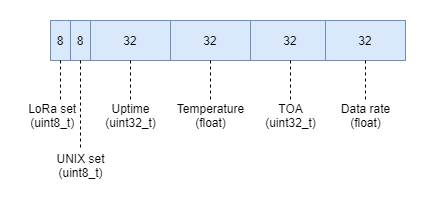 8 8 32 32 32 32
LoRa set Uptime Temperature TOA Data rate
(uint8_t) (uint32_t) (float) (uint32_t) (float)
UNIX set
(uint8_t)